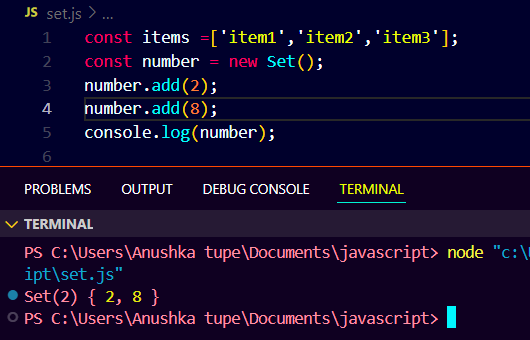 JS set.js > ...
1 const items =['item1','item2','item3'];
2 const number = new Set();
3 number.add(2);
4 number.add(8);
5 console.log(number);
6
PROBLEMS OUTPUT DEBUG CONSOLE TERMINAL
TERMINAL
PS C:\Users\Anushka tupe\Documents\javascript> node "c:\
ipt\set.js"
Set(2) { 2, 8 }
PS C:\Users\Anushka tupe\Documents\javascript>